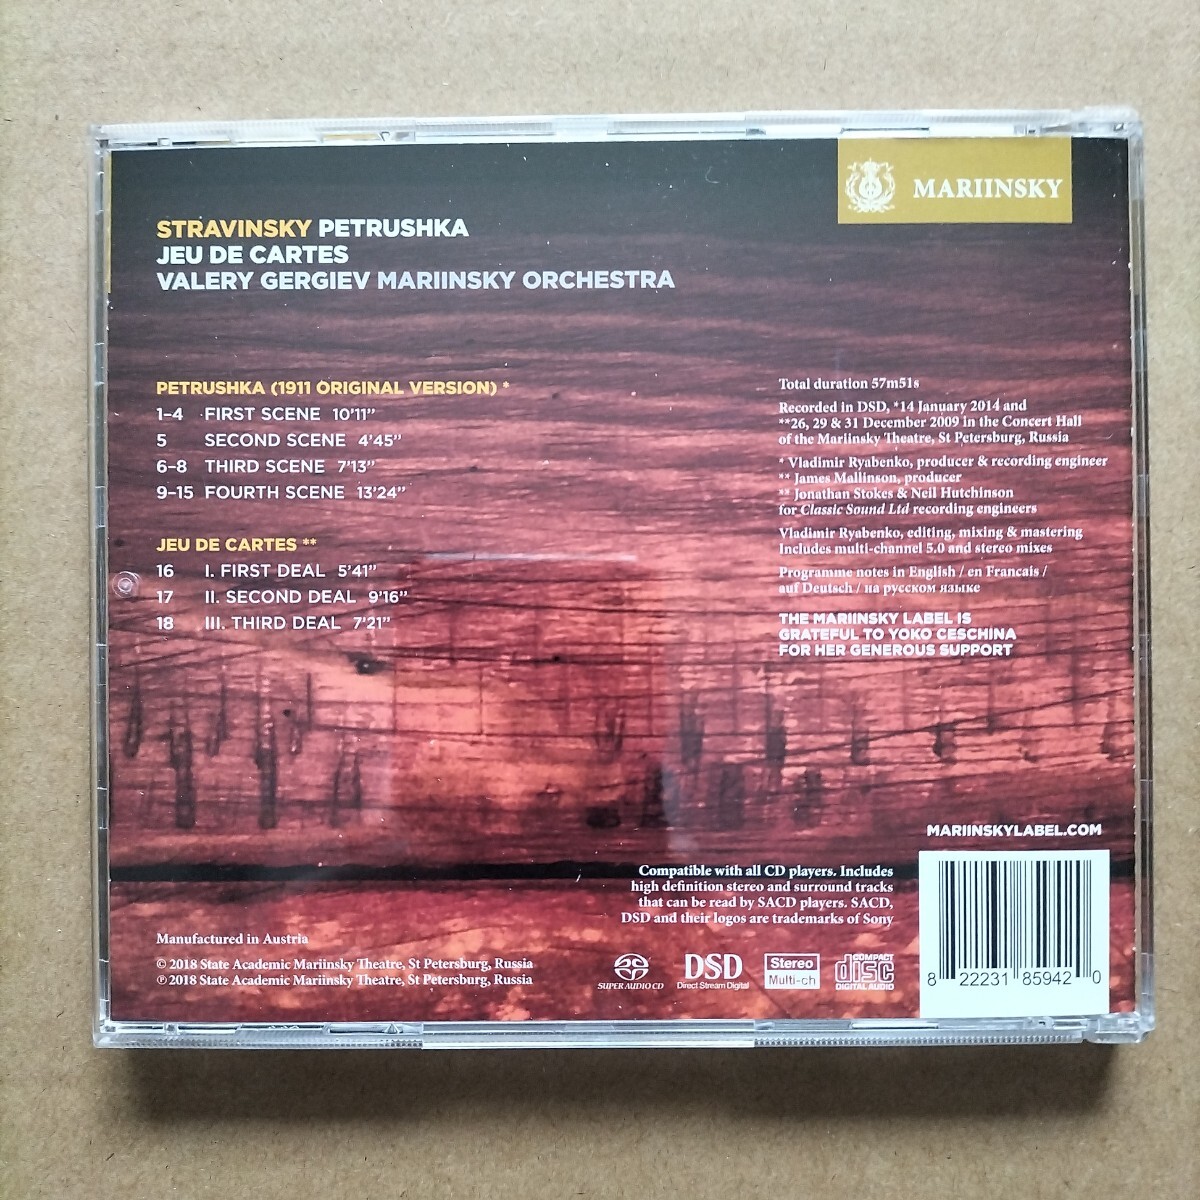 MARIINSKY
STRAVINSKY PETRUSHKA
JEU DE CARTES
VALERY GERGIEV MARIINSKY ORCHESTRA
PETRUSHKA (1911 ORIGINAL VERSION) *
1–4 FIRST SCENE 10'11"
5 SECOND SCENE 4'45"
6–8 THIRD SCENE 7'13"
9–15 FOURTH SCENE 13'24"
JEU DE CARTES **
16 I. FIRST DEAL 5'41"
17 II. SECOND DEAL 9'16"
18 III. THIRD DEAL 7'21"
Total duration 57m51s
Recorded in DSD, *14 January 2014 and
**26, 29 & 31 December 2009 in the Concert Hall
of the Mariinsky Theatre, St Petersburg, Russia
* Vladimir Ryabenko, producer & recording engineer
** James Mallinson, producer
** Jonathan Stokes & Neil Hutchinson
for Classic Sound Ltd recording engineers
Vladimir Ryabenko, editing, mixing & mastering
Includes multi-channel 5.0 and stereo mixes
Programme notes in English / en Francais /
auf Deutsch / на русском языке
THE MARIINSKY LABEL IS
GRATEFUL TO YOKO CESCHINA
FOR HER GENEROUS SUPPORT
MARIINSKYLABEL.COM
Compatible with all CD players. Includes
high definition stereo and surround tracks
that can be read by SACD players. SACD,
DSD and their logos are trademarks of Sony
Manufactured in Austria
© 2018 State Academic Mariinsky Theatre, St Petersburg, Russia
℗ 2018 State Academic Mariinsky Theatre, St Petersburg, Russia
SUPER AUDIO CD
DSD
Direct Stream Digital
Stereo
Multi-ch
COMPACT
disc
DIGITAL AUDIO
8 22231 85942 0